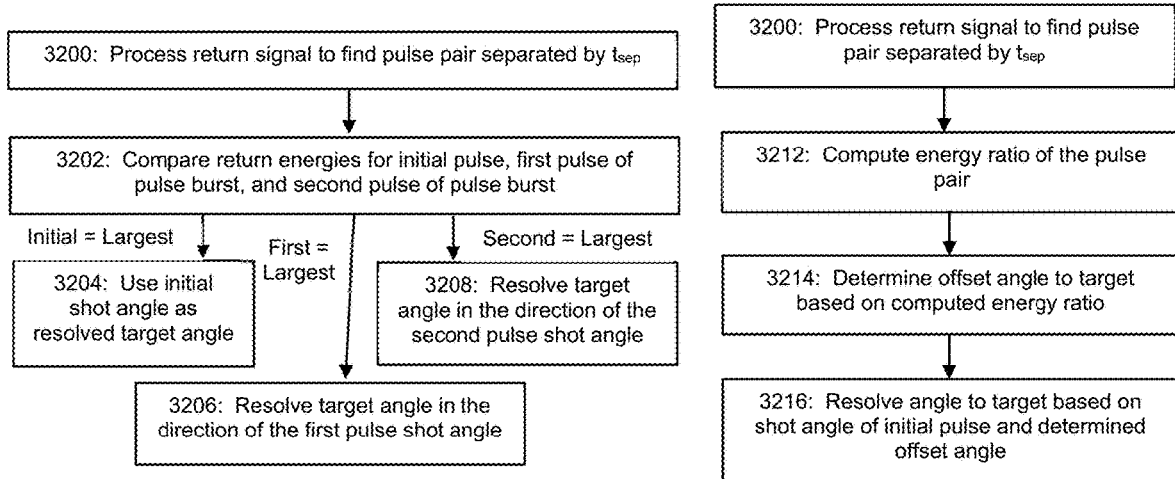 3200: Process return signal to find pulse pair separated by tsep
3202: Compare return energies for initial pulse, first pulse of
pulse burst, and second pulse of pulse burst
Initial = Largest
First =
Largest
Second = Largest
3204: Use initial
shot angle as
resolved target angle
3208: Resolve target
angle in the direction of the
second pulse shot angle
3206: Resolve target angle in the
direction of the first pulse shot angle
3200: Process return signal to find pulse
pair separated by tsep
3212: Compute energy ratio of the pulse
pair
3214: Determine offset angle to target
based on computed energy ratio
3216: Resolve angle to target based on
shot angle of initial pulse and determined
offset angle